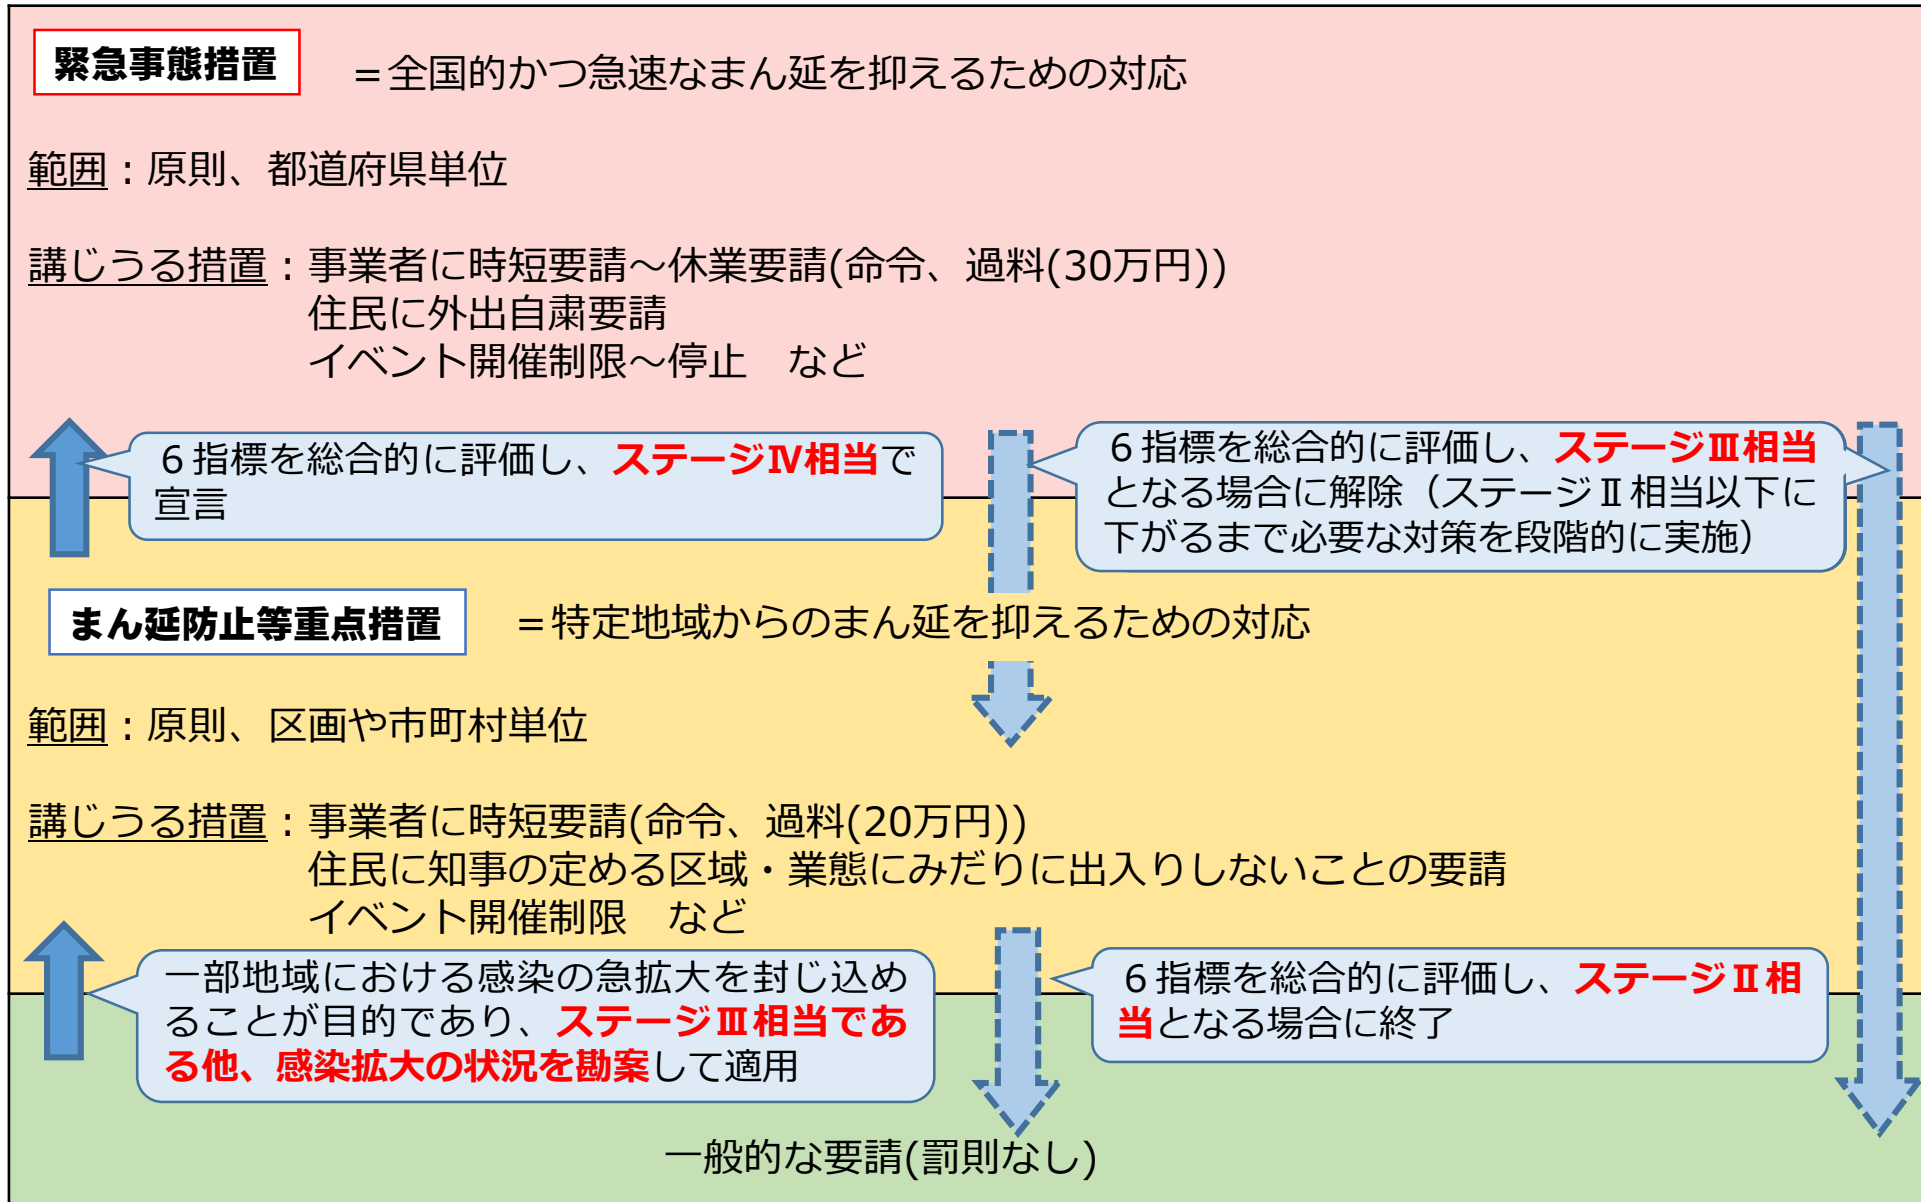 緊急事態措置 ＝全国的かつ急速なまん延を抑えるための対応
範囲：原則、都道府県単位
講じうる措置：事業者に時短要請～休業要請(命令、過料(30万円))
住民に外出自粛要請
イベント開催制限～停止　など
６指標を総合的に評価し、ステージⅣ相当で
宣言
６指標を総合的に評価し、ステージⅢ相当
となる場合に解除（ステージⅡ相当以下に
下がるまで必要な対策を段階的に実施）
まん延防止等重点措置 ＝特定地域からのまん延を抑えるための対応
範囲：原則、区画や市町村単位
講じうる措置：事業者に時短要請(命令、過料(20万円))
住民に知事の定める区域・業態にみだりに出入りしないことの要請
イベント開催制限　など
一部地域における感染の急拡大を封じ込め
ることが目的であり、ステージⅢ相当であ
る他、感染拡大の状況を勘案して適用
６指標を総合的に評価し、ステージⅡ相
当となる場合に終了
一般的な要請(罰則なし)